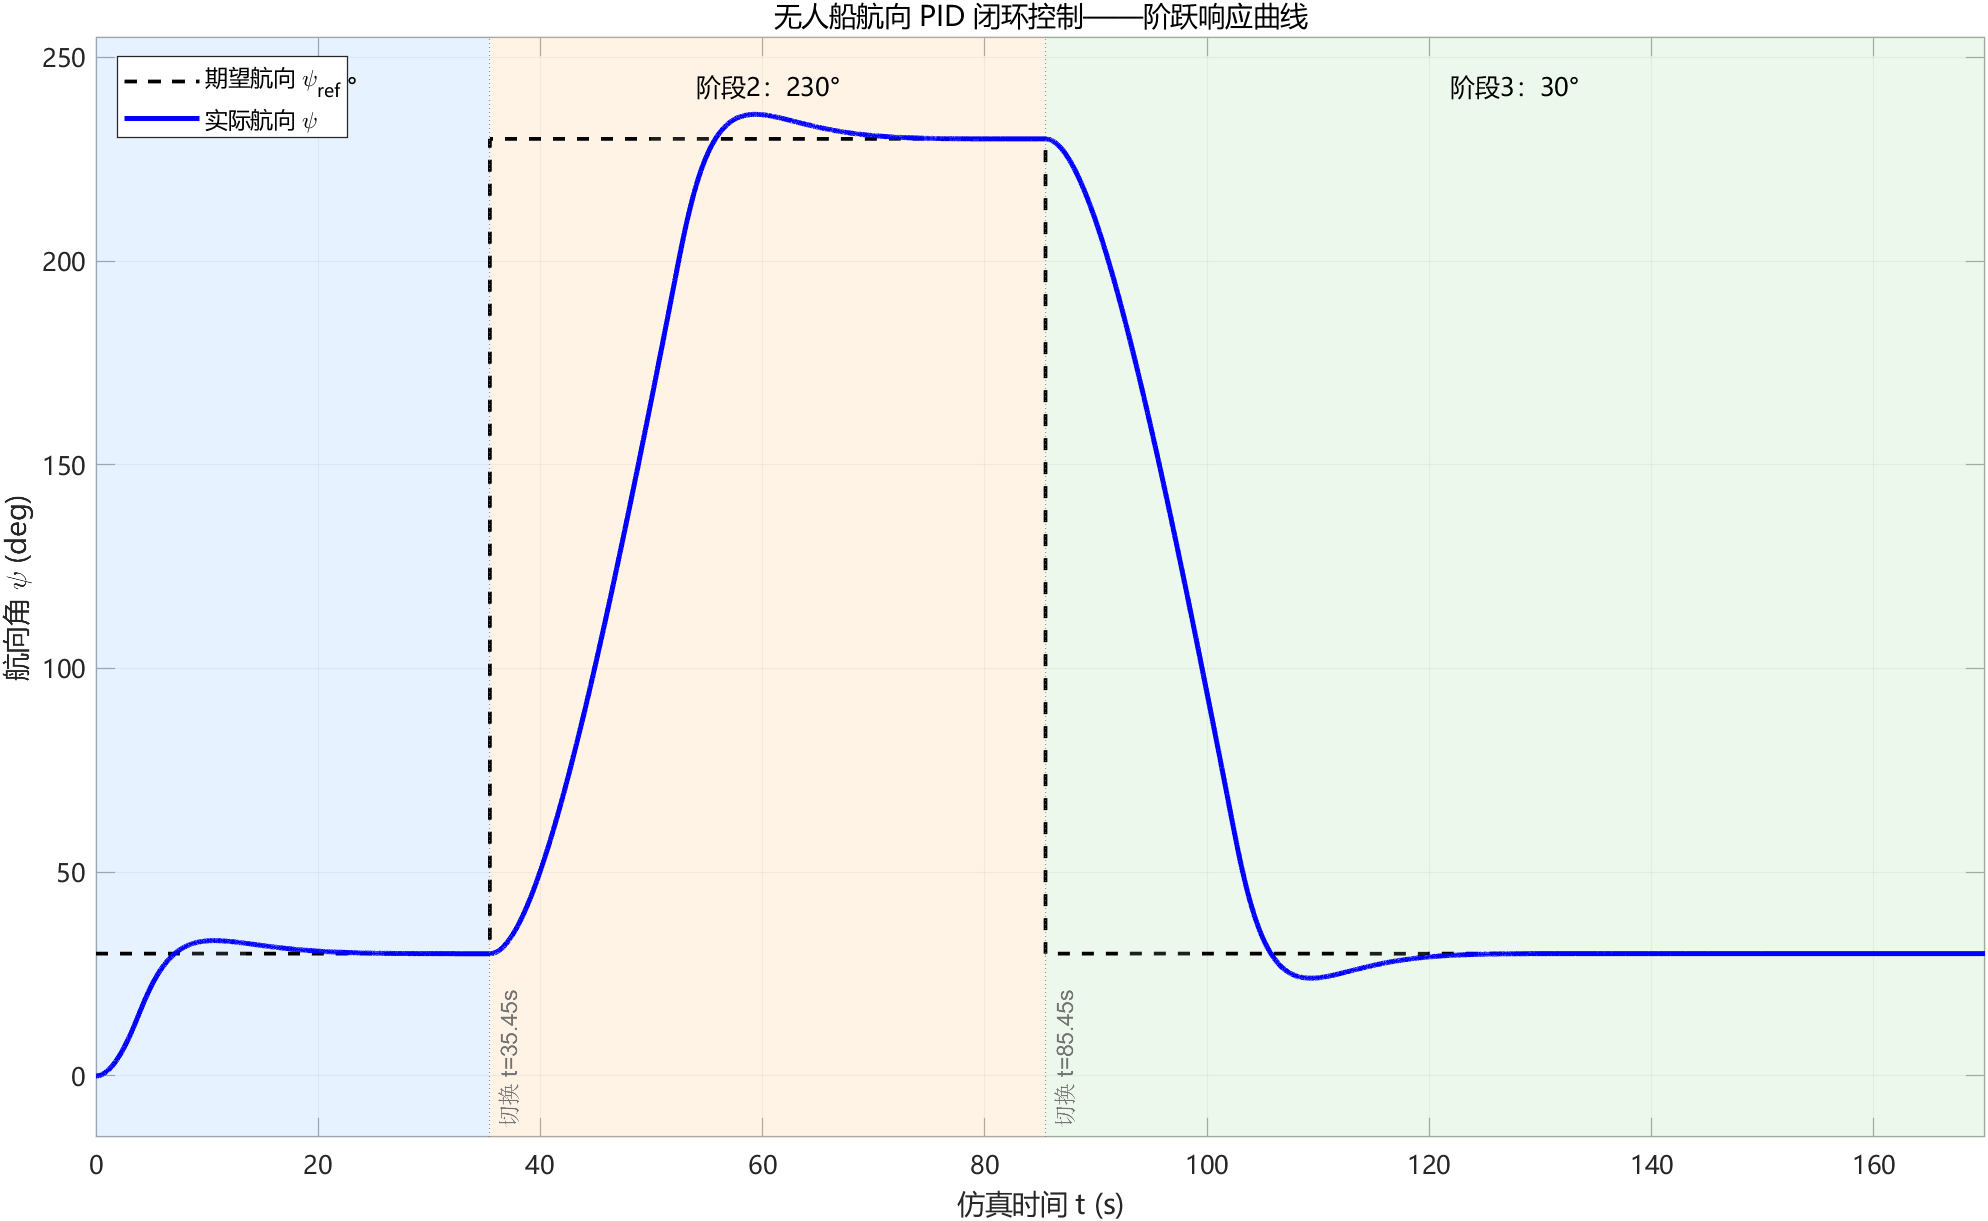 无人船航向 PID 闭环控制——阶跃响应曲线
期望航向 ψref °
实际航向 ψ
阶段2：230°
阶段3：30°
250
200
150
100
50
0
航向角 ψ (deg)
切换 t=35.45s
切换 t=85.45s
0 20 40 60 80 100 120 140 160
仿真时间 t (s)